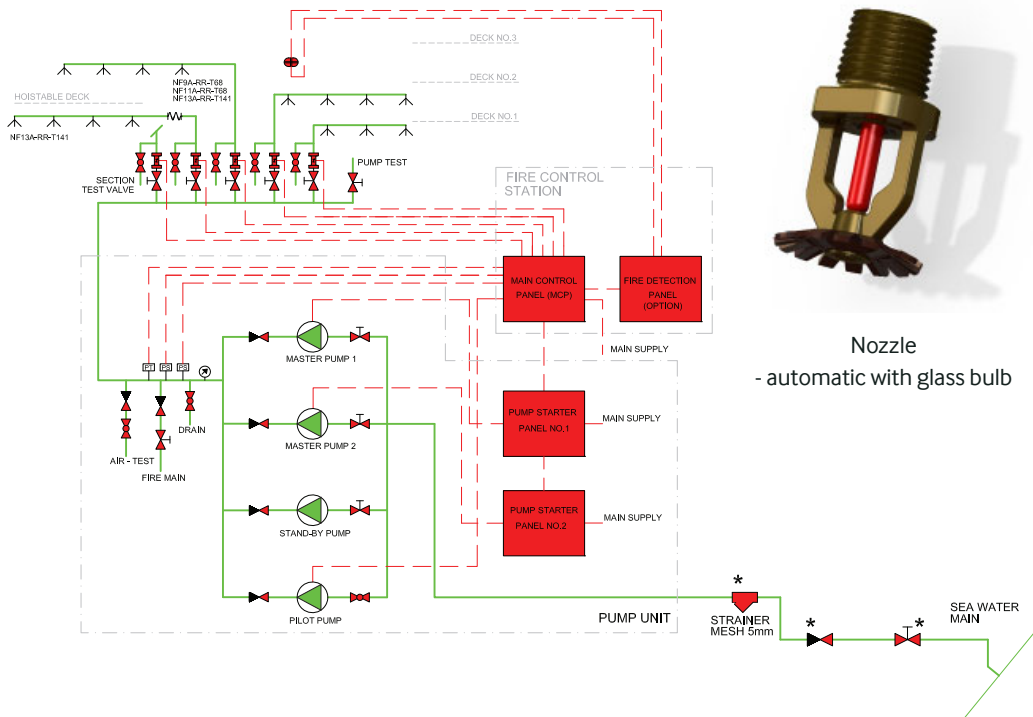 DECK NO.3
DECK NO.2
DECK NO.1
NF9A-RR-T68
NF11A-RR-T68
NF13A-RR-T141
HOISTABLE DECK
NF13A-RR-T141
SECTION
TEST VALVE
PUMP TEST
FIRE CONTROL
STATION
MAIN CONTROL
PANEL (MCP)
FIRE DETECTION
PANEL
(OPTION)
MAIN SUPPLY
Nozzle
- automatic with glass bulb
PT
PS
PS
MASTER PUMP 1
DRAIN
AIR - TEST
FIRE MAIN
MASTER PUMP 2
PUMP STARTER
PANEL NO.1
MAIN SUPPLY
STAND-BY PUMP
PUMP STARTER
PANEL NO.2
MAIN SUPPLY
PILOT PUMP
PUMP UNIT
*
STRAINER
MESH 5mm
*
*
SEA WATER
MAIN